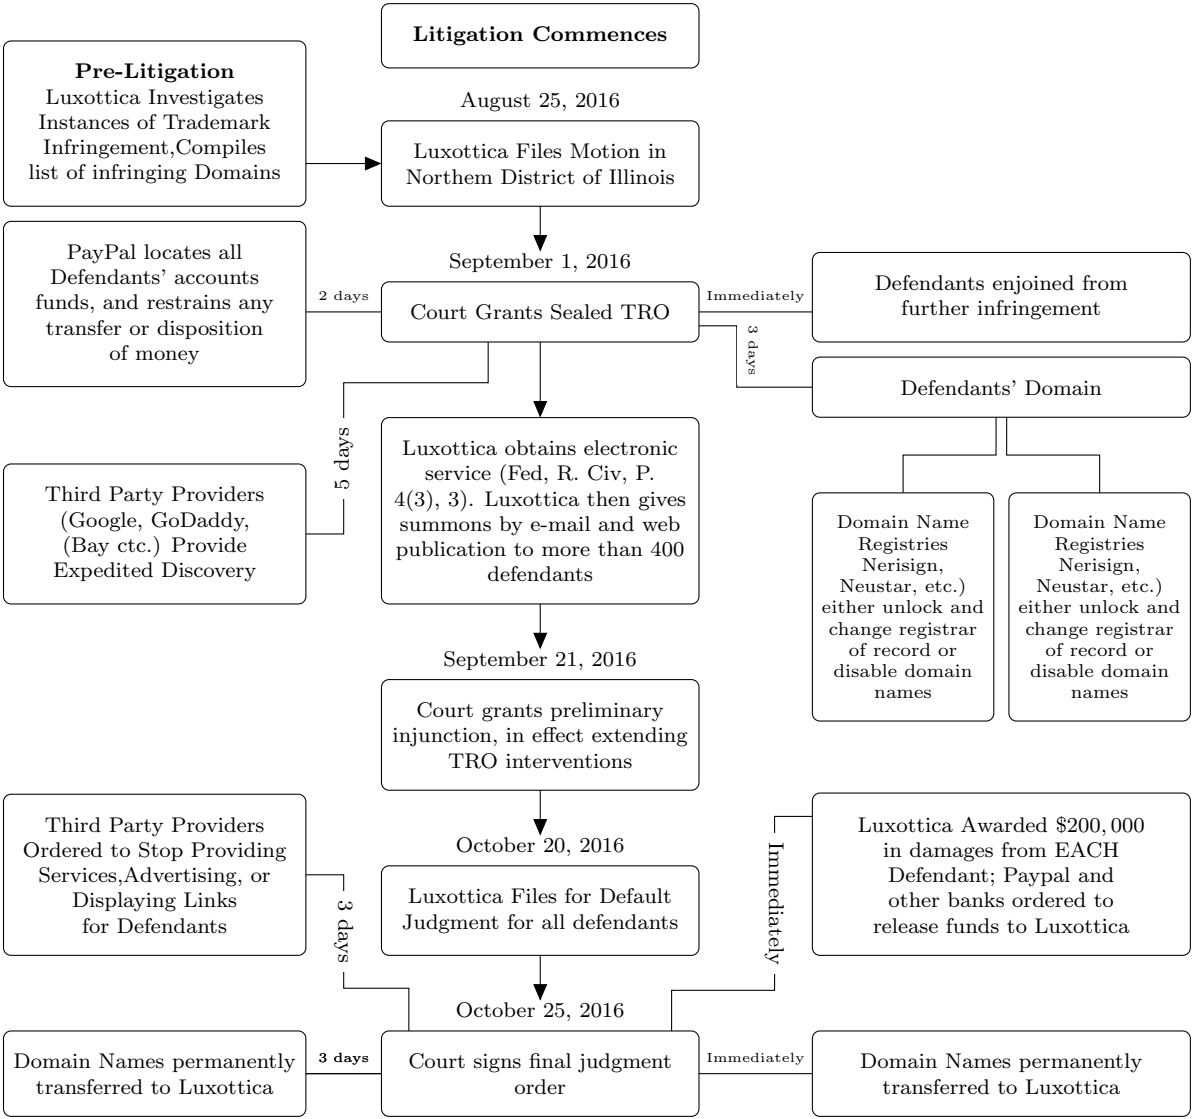 Litigation Commences
Pre-Litigation
Luxottica Investigates
Instances of Trademark
Infringement,Compiles
list of infringing Domains
August 25, 2016
Luxottica Files Motion in
Northem District of Illinois
September 1, 2016
PayPal locates all
Defendants' accounts
funds, and restrains any
transfer or disposition
of money
2 days
Court Grants Sealed TRO
Immediately
Defendants enjoined from
further infringement
3 days
Defendants' Domain
5 days
Luxottica obtains electronic
service (Fed, R. Civ, P.
4(3), 3). Luxottica then gives
summons by e-mail and web
publication to more than 400
defendants
Third Party Providers
(Google, GoDaddy,
(Bay ctc.) Provide
Expedited Discovery
Domain Name
Registries
Nerisign,
Neustar, etc.)
either unlock and
change registrar
of record or
disable domain
names
Domain Name
Registries
Nerisign,
Neustar, etc.)
either unlock and
change registrar
of record or
disable domain
names
September 21, 2016
Court grants preliminary
injunction, in effect extending
TRO interventions
October 20, 2016
Luxottica Files for Default
Judgment for all defendants
Third Party Providers
Ordered to Stop Providing
Services,Advertising, or
Displaying Links
for Defendants
3 days
Immediately
Luxottica Awarded $200,000
in damages from EACH
Defendant; Paypal and
other banks ordered to
release funds to Luxottica
October 25, 2016
Domain Names permanently
transferred to Luxottica
3 days
Court signs final judgment
order
Immediately
Domain Names permanently
transferred to Luxottica